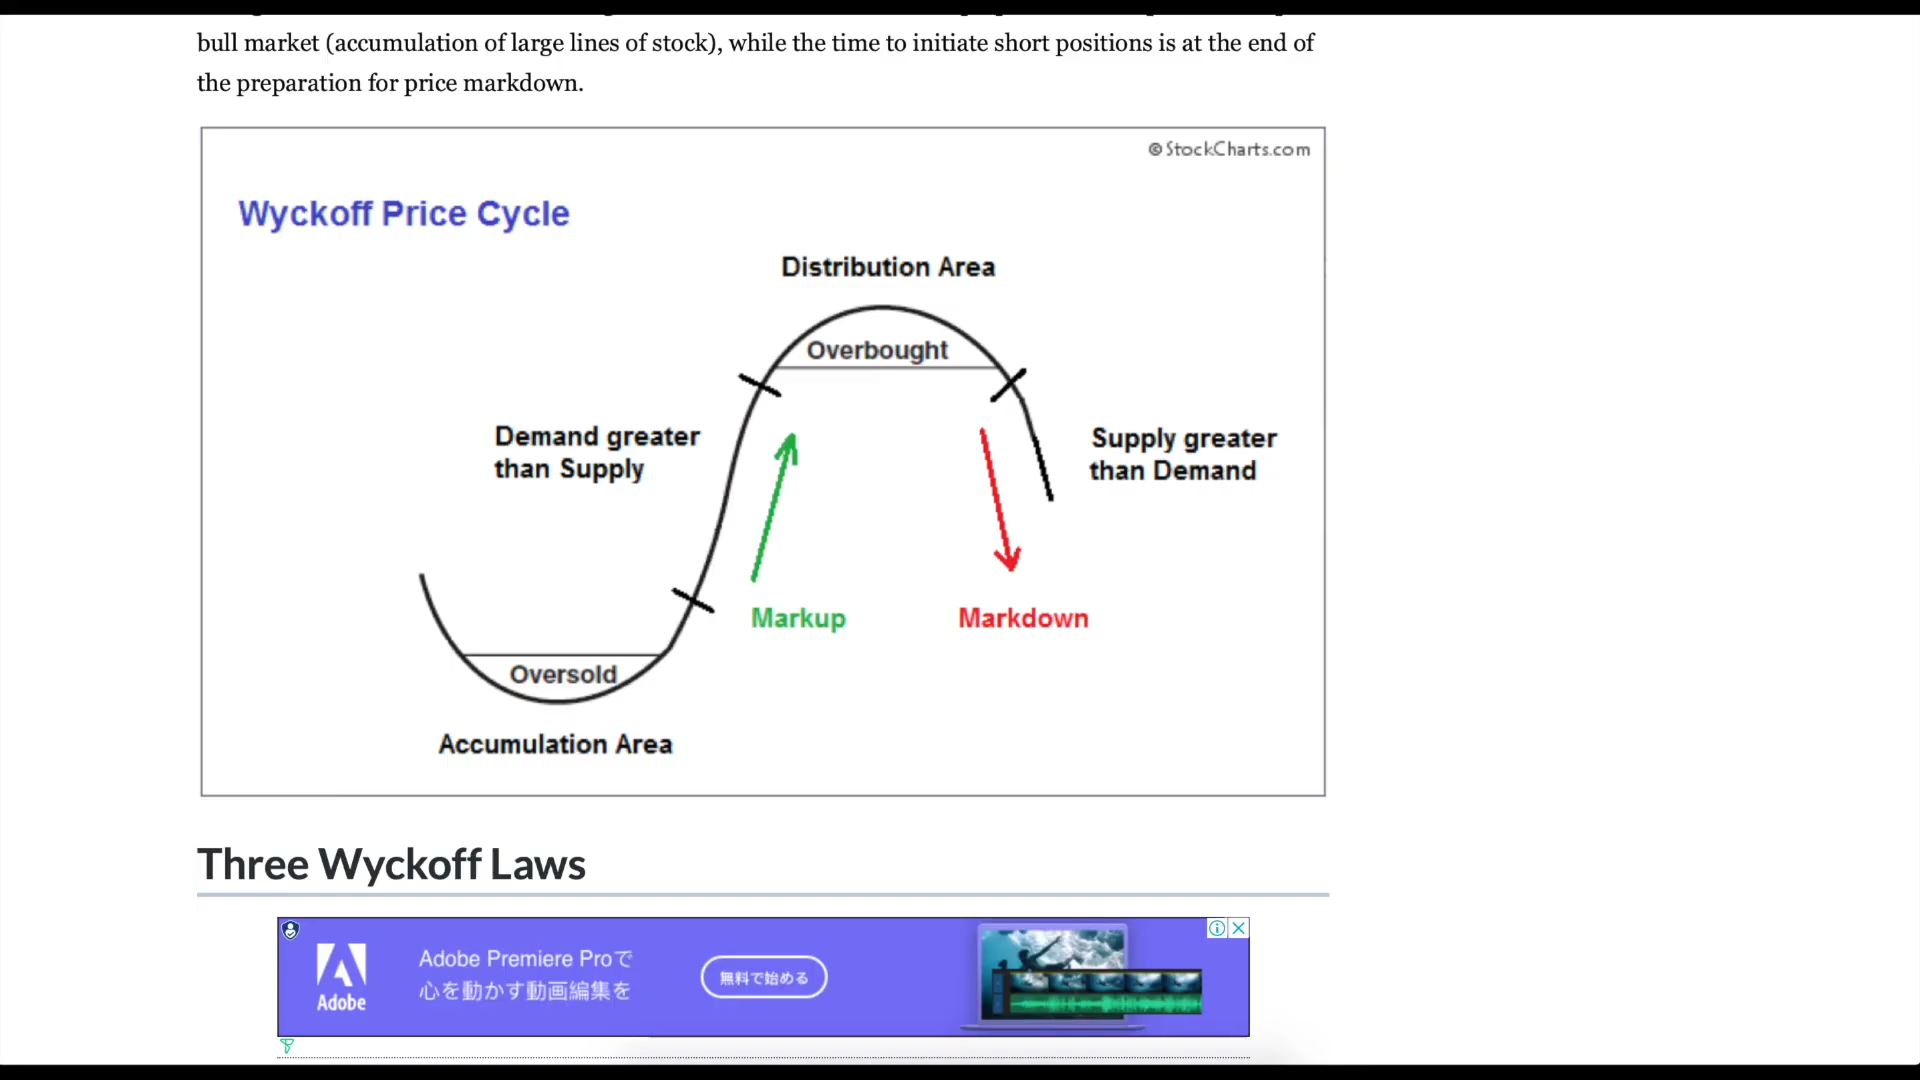 bull market (accumulation of large lines of stock), while the time to initiate short positions is at the end of
the preparation for price markdown.
©StockCharts.com
Wyckoff Price Cycle
Distribution Area
Overbought
Demand greater
than Supply
Supply greater
than Demand
Markup
Markdown
Oversold
Accumulation Area
Three Wyckoff Laws
Adobe
Adobe Premiere Proで
心を動かす動画編集を
無料で始める